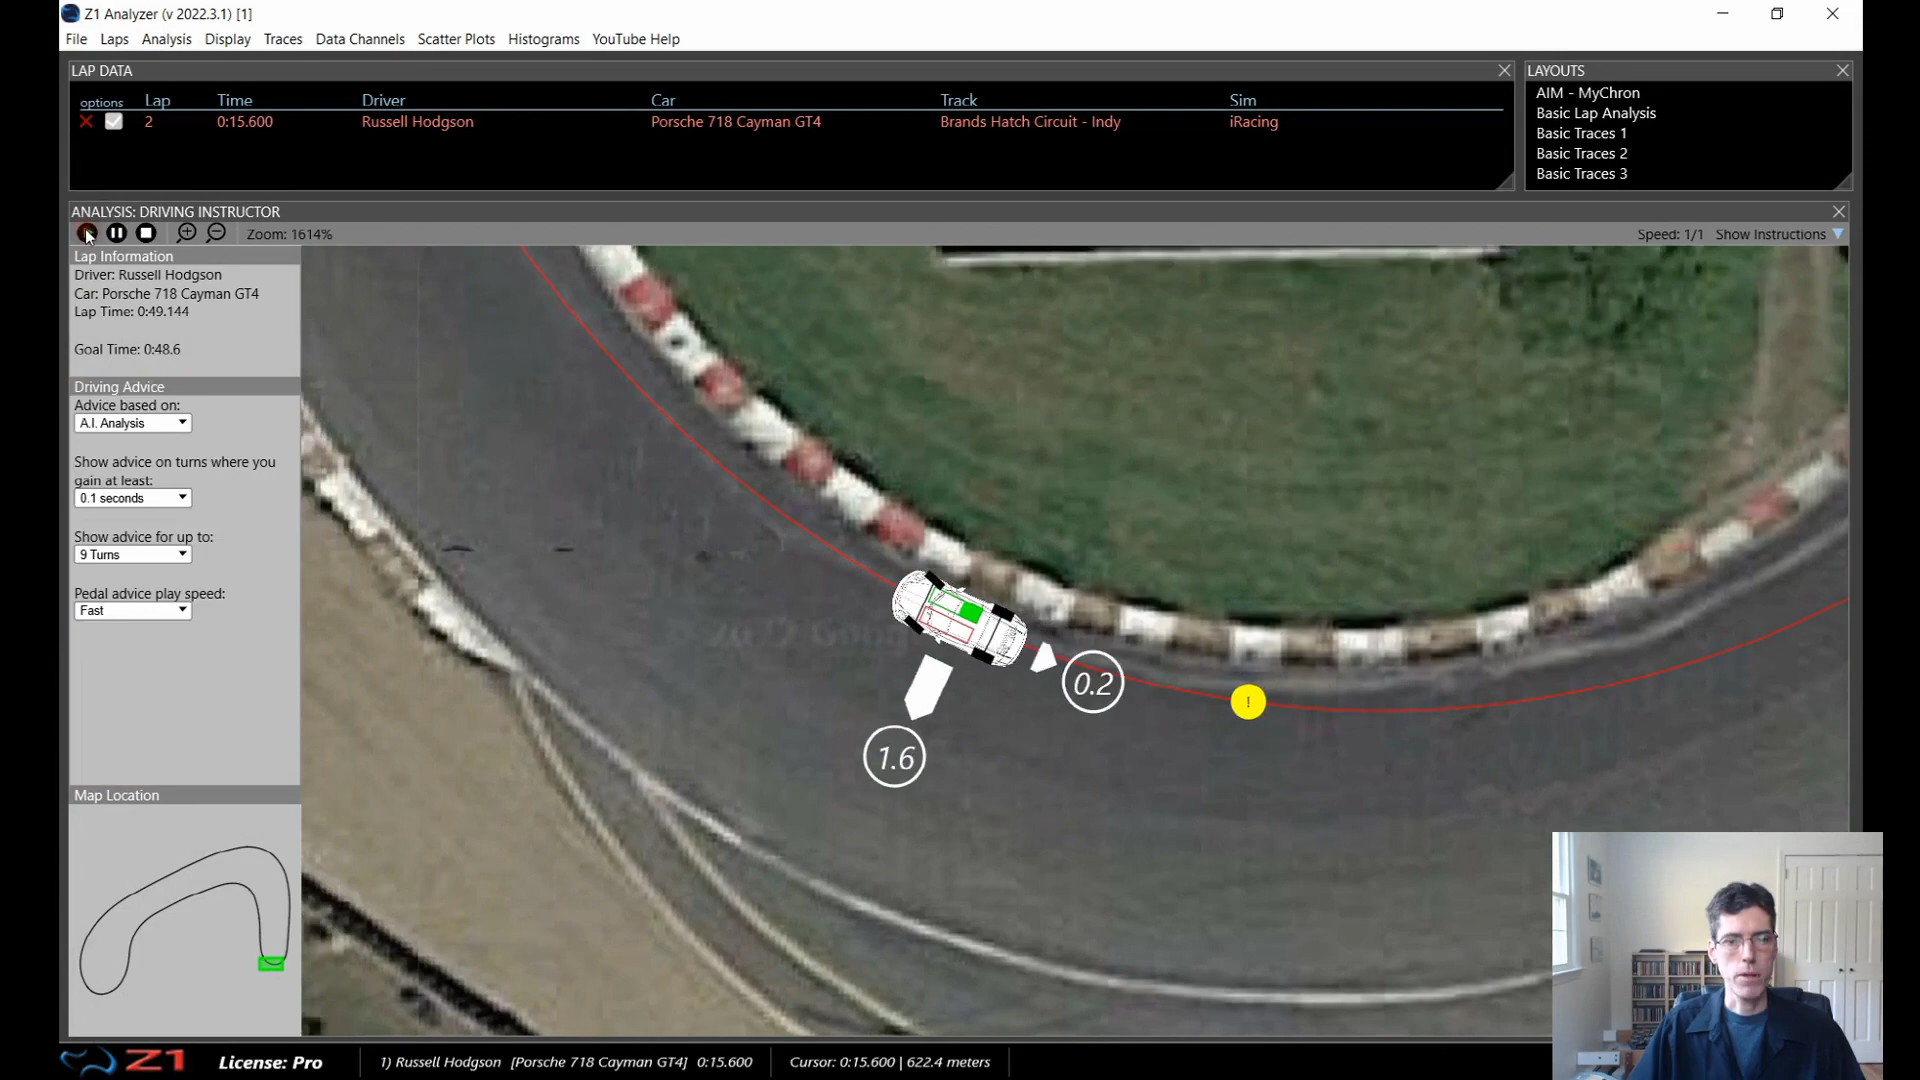 Z1 Analyzer (v 2022.3.1) [1]
File Laps Analysis Display Traces Data Channels Scatter Plots Histograms YouTube Help
LAP DATA
options Lap Time Driver Car Track Sim
2 0:15.600 Russell Hodgson Porsche 718 Cayman GT4 Brands Hatch Circuit - Indy iRacing
LAYOUTS
AIM - MyChron
Basic Lap Analysis
Basic Traces 1
Basic Traces 2
Basic Traces 3
ANALYSIS: DRIVING INSTRUCTOR
Zoom: 1614% Speed: 1/1 Show Instructions
Lap Information
Driver: Russell Hodgson
Car: Porsche 718 Cayman GT4
Lap Time: 0:49.144
Goal Time: 0:48.6
Driving Advice
Advice based on:
A.I. Analysis
Show advice on turns where you
gain at least:
0.1 seconds
Show advice for up to:
9 Turns
Pedal advice play speed:
Fast
Map Location
0.2
!
1.6
Z1 License: Pro 1) Russell Hodgson [Porsche 718 Cayman GT4] 0:15.600 Cursor: 0:15.600 | 622.4 meters